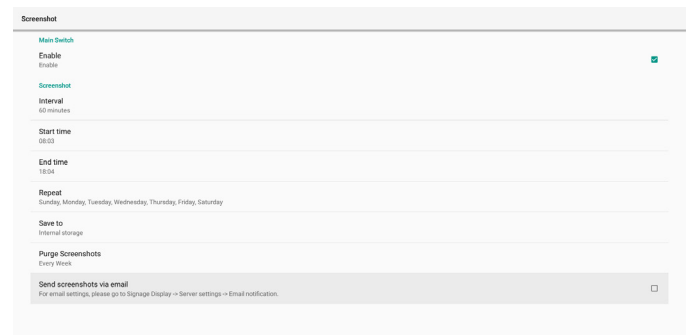 Screenshot
Main Switch
Enable
Enable
Screenshot
Interval
60 minutes
Start time
08:03
End time
18:04
Repeat
Sunday, Monday, Tuesday, Wednesday, Thursday, Friday, Saturday
Save to
Internal storage
Purge Screenshots
Every Week
Send screenshots via email
For email settings, please go to Signage Display -> Server settings -> Email notification.